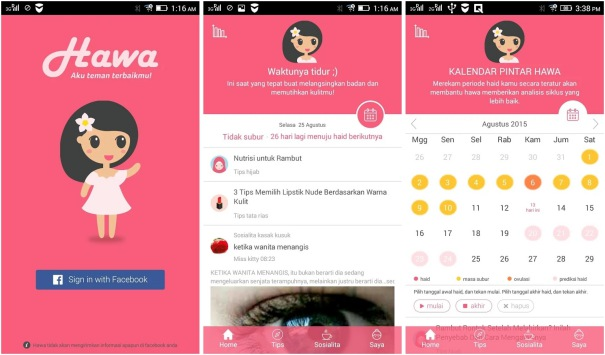 1:16 AM
Hawa
Aku teman terbaikmu!
Sign in with Facebook
Hawa tidak akan mengirimkan informasi apapun di facebook anda
1:16 AM
Waktunya tidur ;)
Ini saat yang tepat buat melangsingkan badan dan
memutihkan kulitmu!
Selasa, 25 Agustus
Tidak subur 26 hari lagi menuju haid berikutnya
Nutrisi untuk Rambut
Tips hijab
3 Tips Memilih Lipstik Nude Berdasarkan Warna
Kulit
Tips tata rias
Sosialita kasak kusuk
ketika wanita menangis
Miss kitty 08:23
KETIKA WANITA MENANGIS, itu bukan berarti dia sedang
mengeluarkan senjata terampuhnya, melainkan justru berarti dia ...
Home Tips Sosialita Saya
3:38 PM
KALENDAR PINTAR HAWA
Merekam periode haid kamu secara teratur akan
membantu hawa memberikan analisis siklus yang
lebih baik.
Agustus 2015
Mgg Sen Sel Rab Kam Jum Sat
26 27 28 29 30 31 1
2 3 4 5 6 7 8
9 10 11 12 13 14 15
hari ini
16 17 18 19 20 21 22
23 24 25 26 27 28 29
haid masa subur ovulasi prediksi haid
Pilih tanggal awal haid, dan tekan mulai. Pilih tanggal akhir haid, dan tekan akhir.
mulai akhir hapus
Home Tips Sosialita Saya